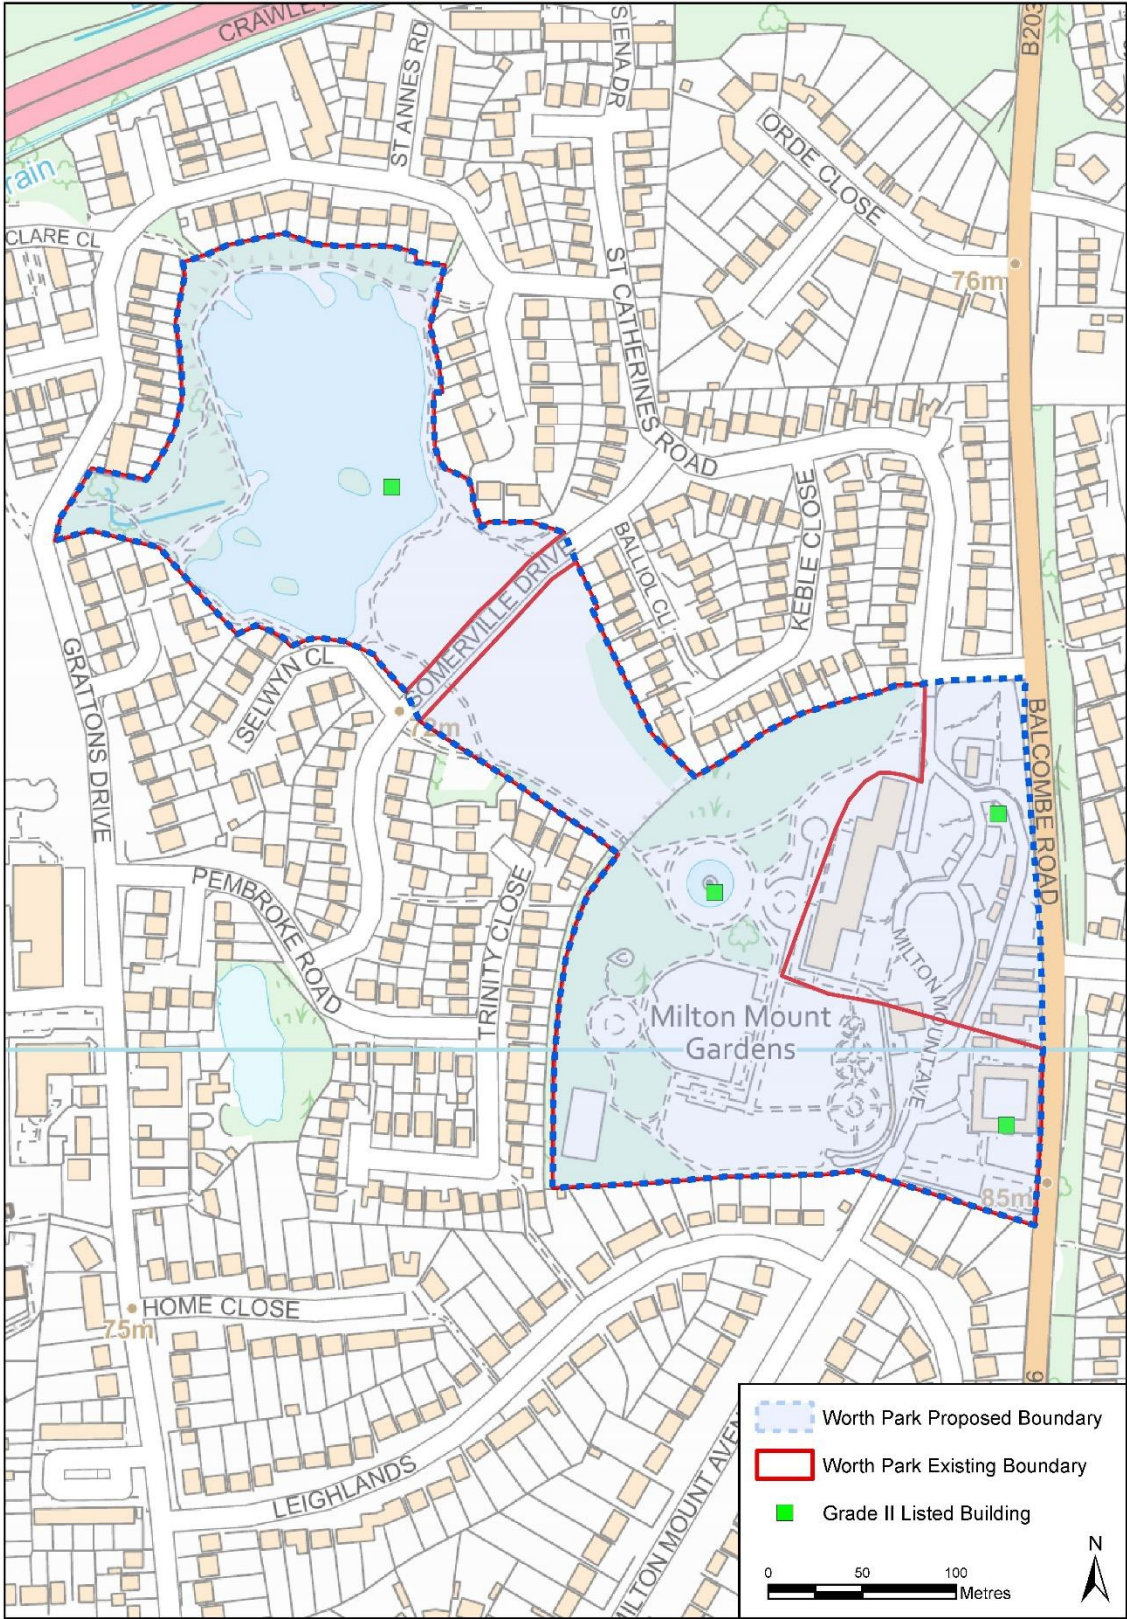 CRAWLEY
ST ANNES RD
SIENA DR
B203
ORDE CLOSE
rain
CLARE CL
ST CATHERINES ROAD
76m
KEBLE CLOSE
BALLIOL CL
SOMERVILLE DRIVE
GRATTONS DRIVE
SELWYN CL
72m
BALCOMBE ROAD
PEMBROKE ROAD
TRINITY CLOSE
MILTON MOUNT AVE
Milton Mount
Gardens
85m
HOME CLOSE
75m
LEIGHLANDS
MILTON MOUNT AVEN
6
Worth Park Proposed Boundary
Worth Park Existing Boundary
Grade II Listed Building
N
0 50 100
Metres